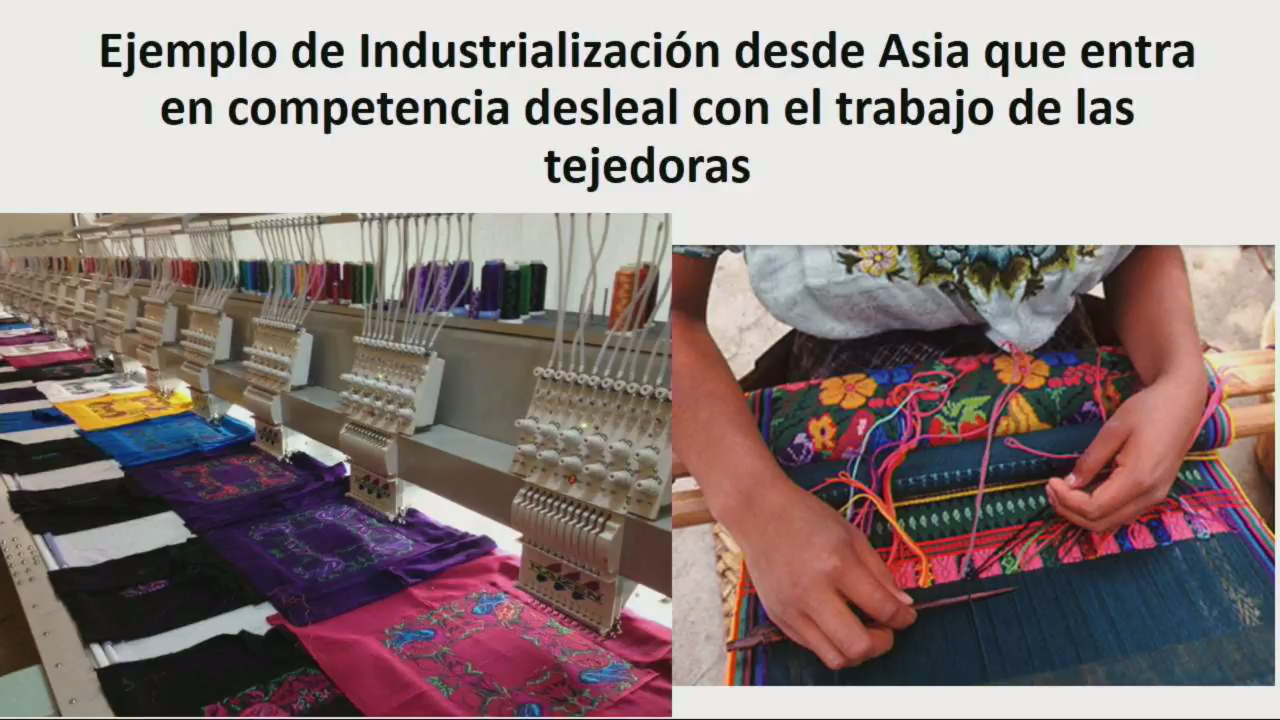 Ejemplo de Industrialización desde Asia que entra
en competencia desleal con el trabajo de las
tejedoras